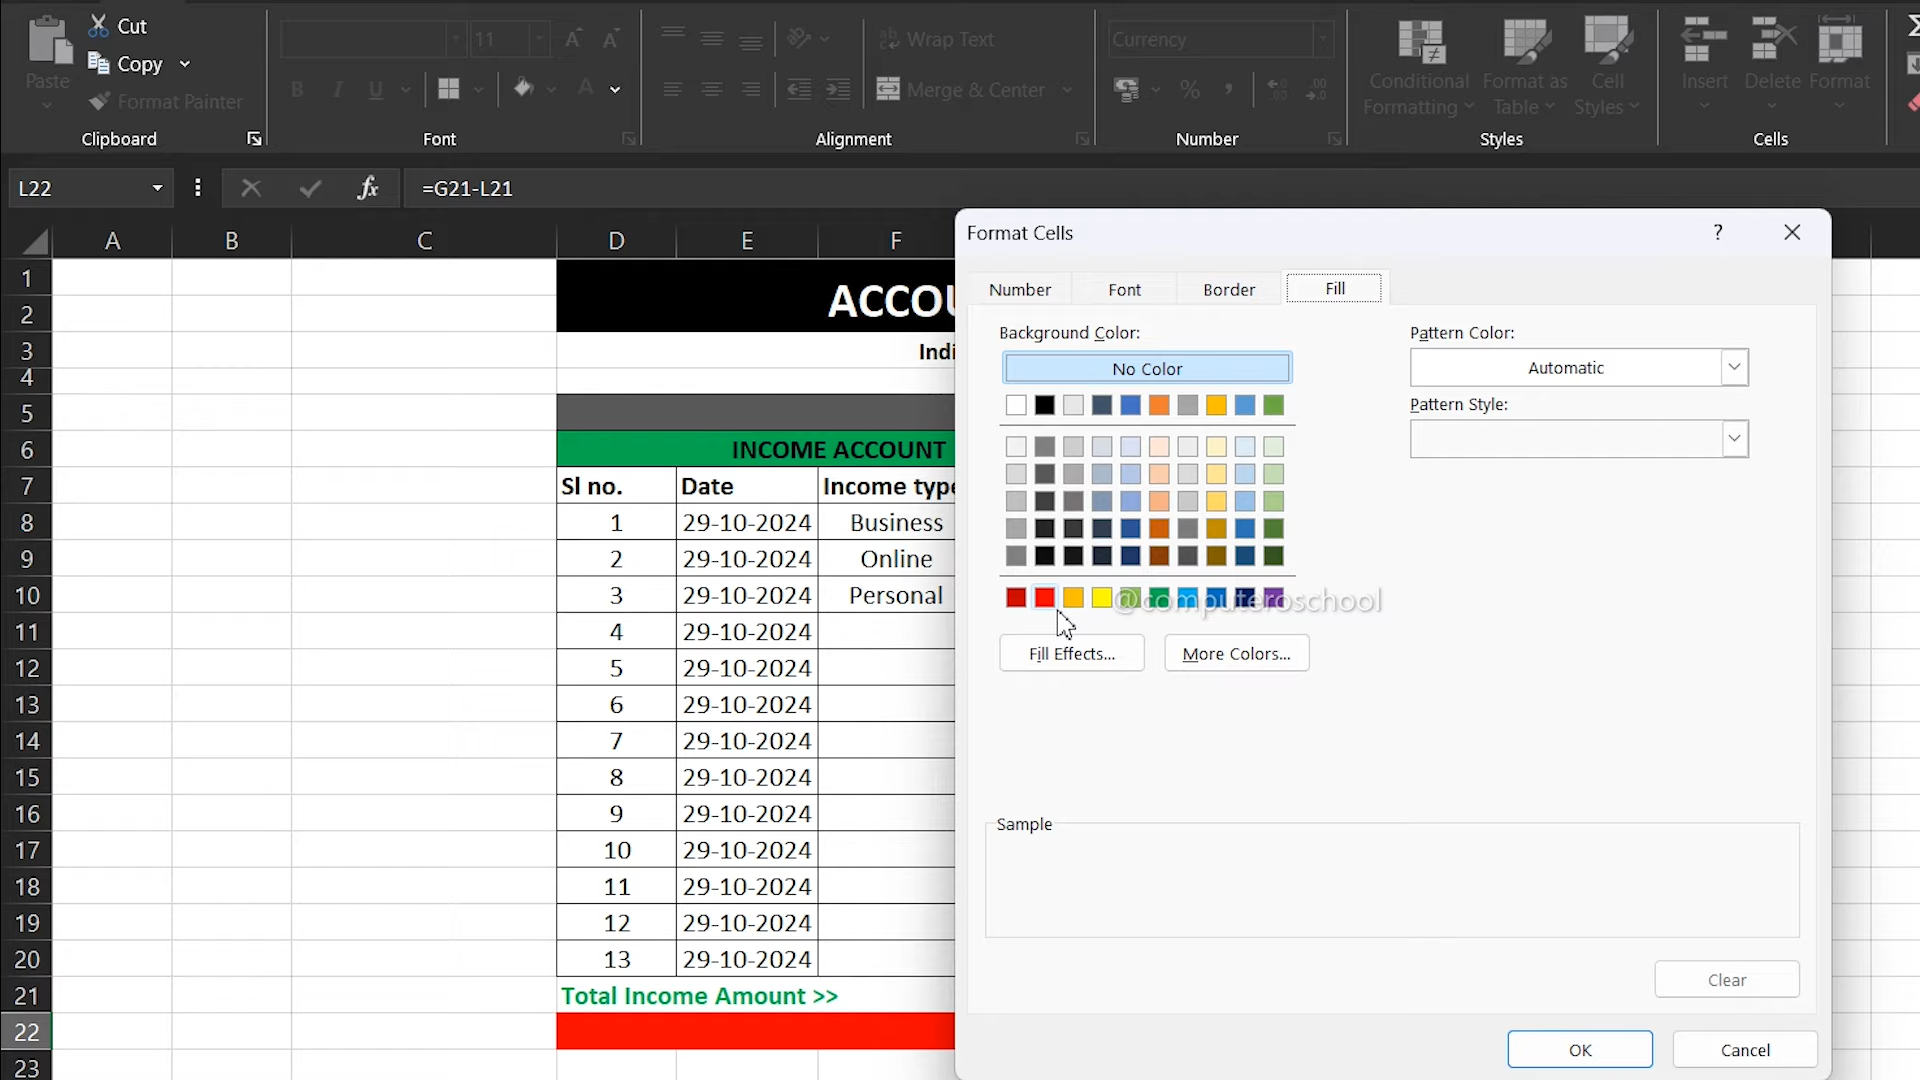 Cut
Copy
Format Painter
Paste
Clipboard
11
B I U A
Font
Wrap Text
Merge & Center
Alignment
Currency
%
Number
Conditional Formatting
Format as Table
Cell Styles
Styles
Insert
Delete
Format
Cells
L22
fx
=G21-L21
A B C D E F
1
2
ACCOU
3
Indi
4
5
6 INCOME ACCOUNT
7 Sl no. Date Income type
8 1 29-10-2024 Business
9 2 29-10-2024 Online
10 3 29-10-2024 Personal
11 4 29-10-2024
12 5 29-10-2024
13 6 29-10-2024
14 7 29-10-2024
15 8 29-10-2024
16 9 29-10-2024
17 10 29-10-2024
18 11 29-10-2024
19 12 29-10-2024
20 13 29-10-2024
21 Total Income Amount >>
22
23
Format Cells
?
Number Font Border Fill
Background Color:
No Color
Pattern Color:
Automatic
Pattern Style:
@computeroschool
Fill Effects...
More Colors...
Sample
Clear
OK
Cancel